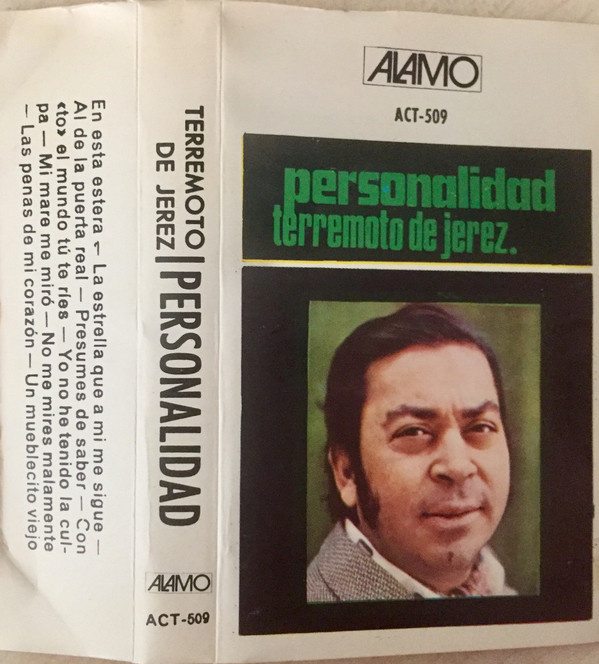 En esta estera — La estrella que a mi me sigue —
Al de la puerta real — Presumes de saber — Con
«to» el mundo tú te ríes — Yo no he tenido la cul-
pa — Mi mare me miró — No me mires malamente
— Las penas de mi corazón — Un mueblecito viejo
TERREMOTO
DE JEREZ
PERSONALIDAD
ALAMO
ACT-509
ALAMO
ACT-509
personalidad
terremoto de jerez.